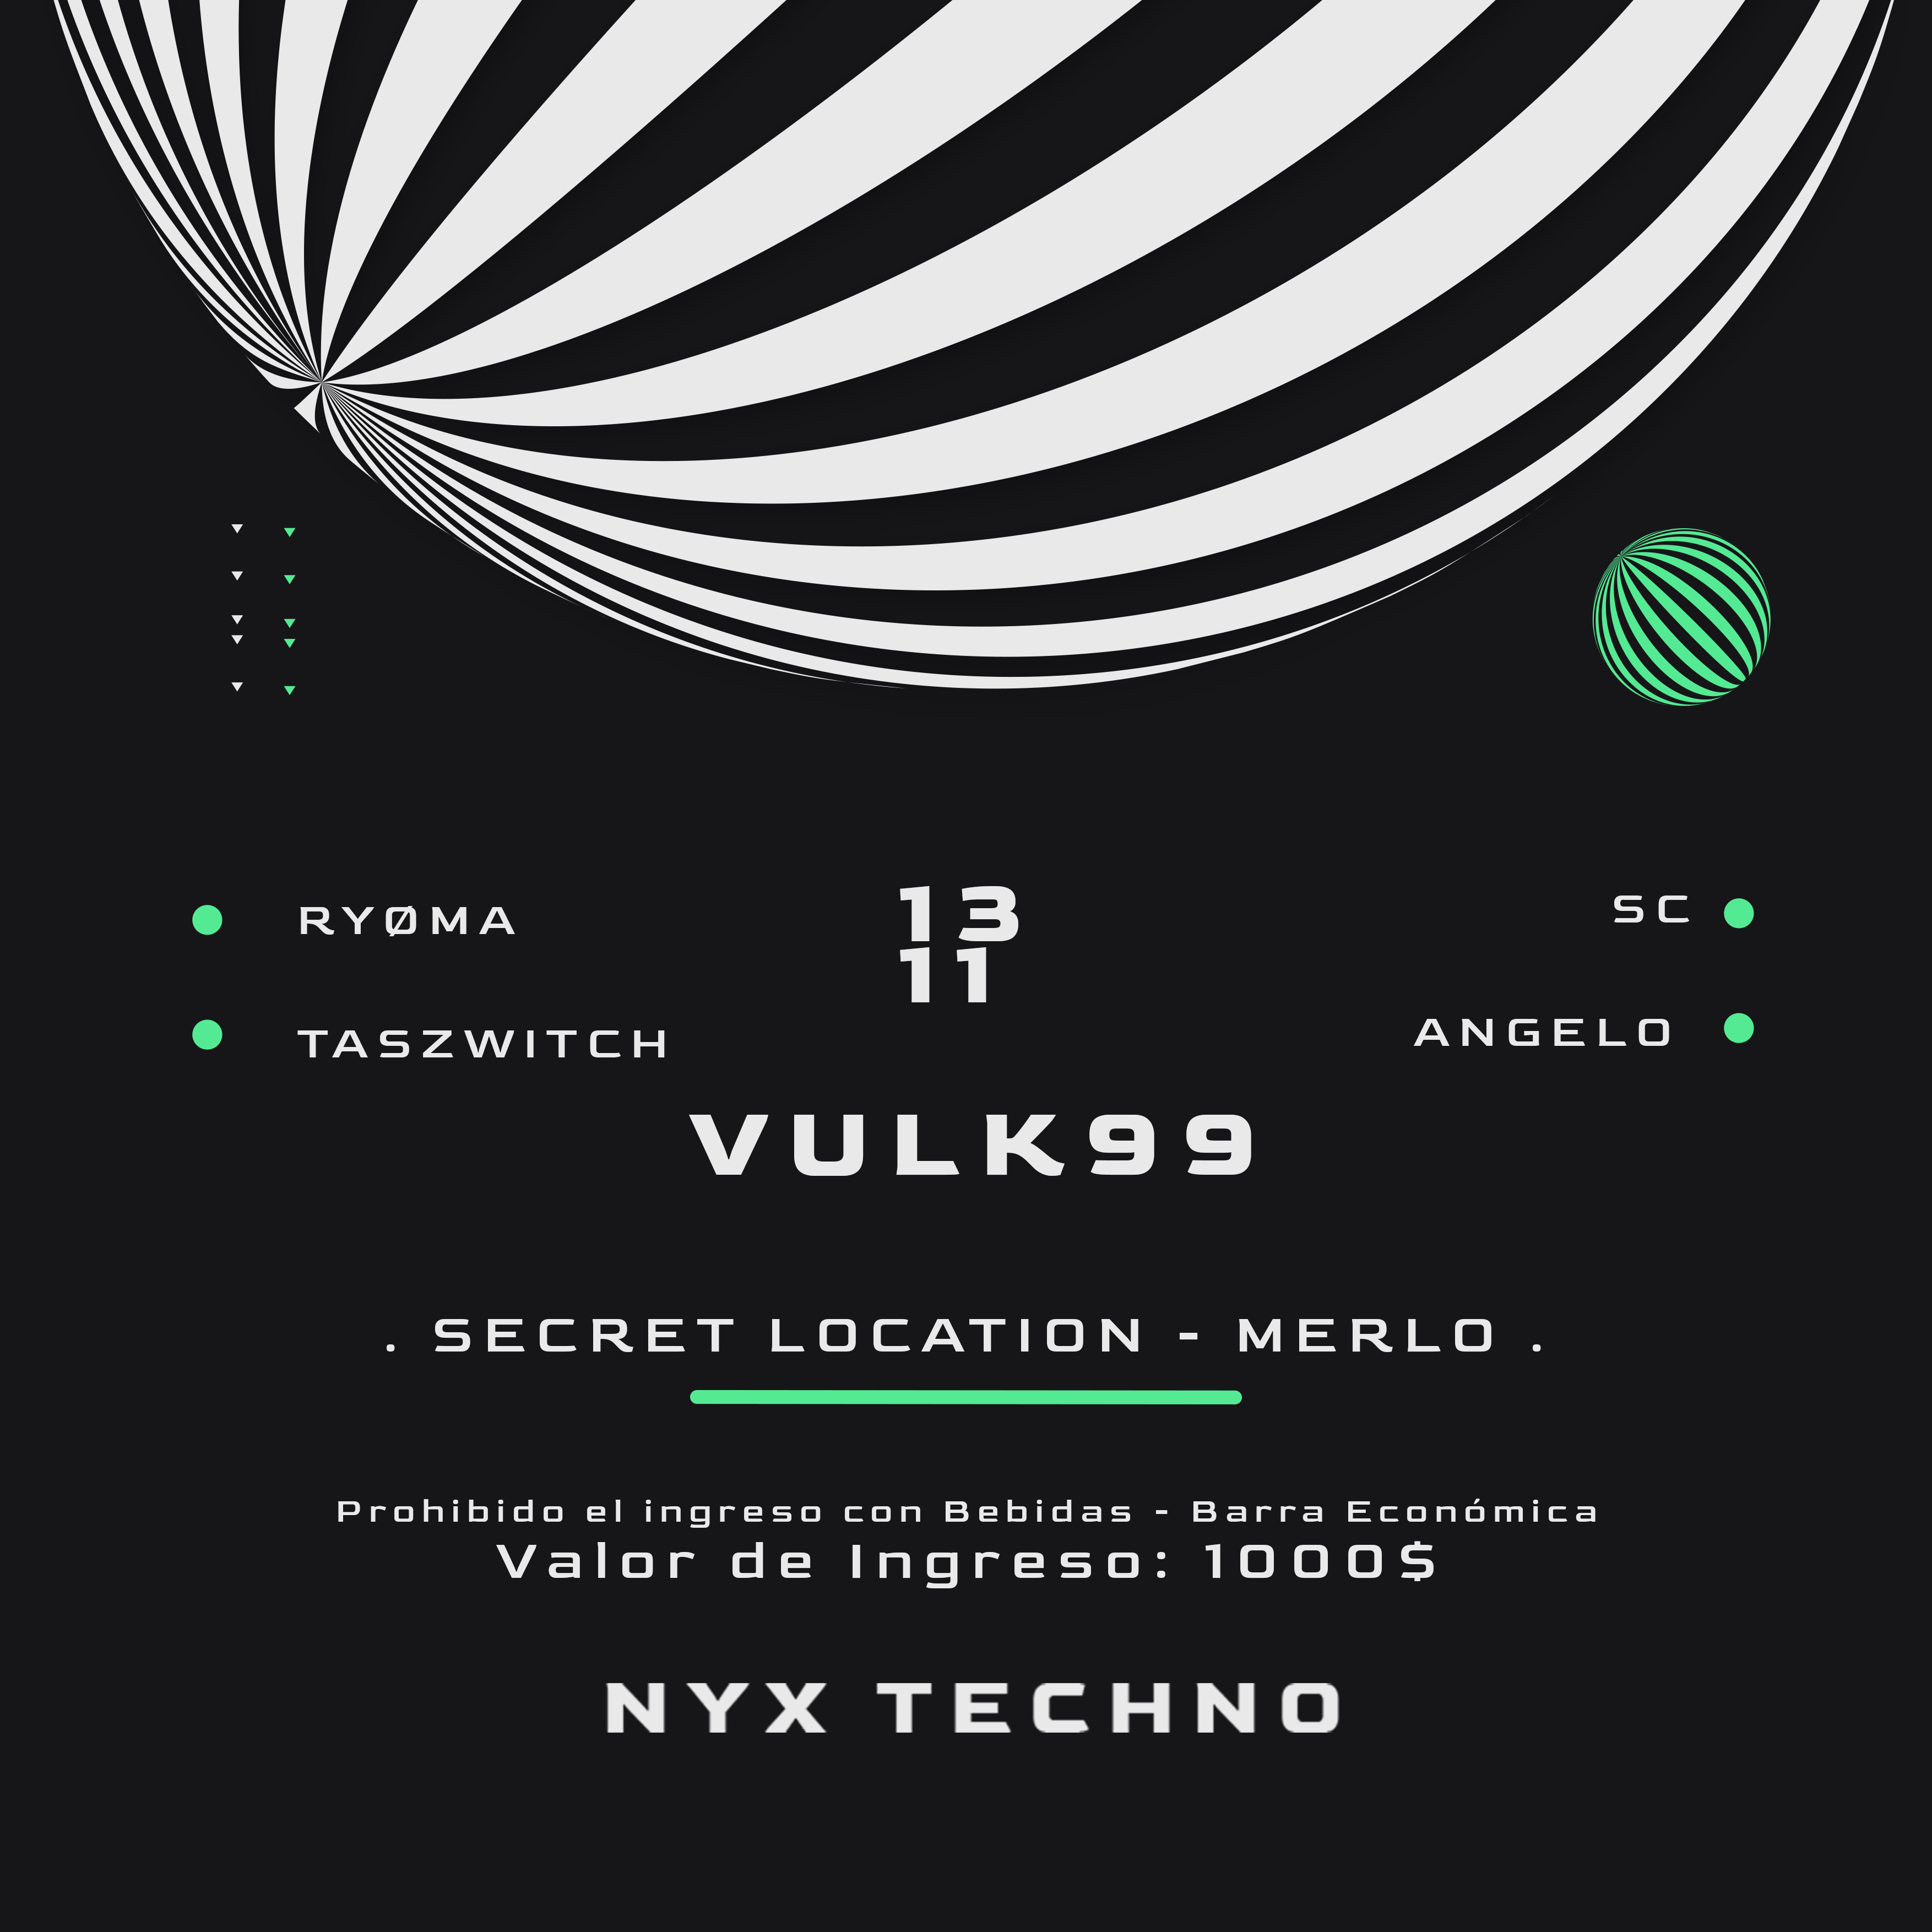 RYØMA
TASZWITCH
13
11
SC
ANGELO
VULK99
. SECRET LOCATION - MERLO .
Prohibido el ingreso con Bebidas - Barra Económica
Valor de Ingreso: 1000$
NYX TECHNO